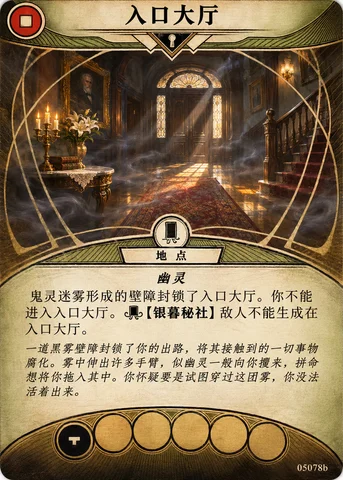 入口大厅
地点
幽灵
鬼灵迷雾形成的壁障封锁了入口大厅。你不能
进入入口大厅。【银暮秘社】敌人不能生成在
入口大厅。
一道黑雾壁障封锁了你的出路，将其接触到的一切事物
腐化。雾中伸出许多手臂，似幽灵一般向你攫来，拼命
想将你拖入其中。你怀疑要是试图穿过这团雾，你没法
活着出来。
05078b